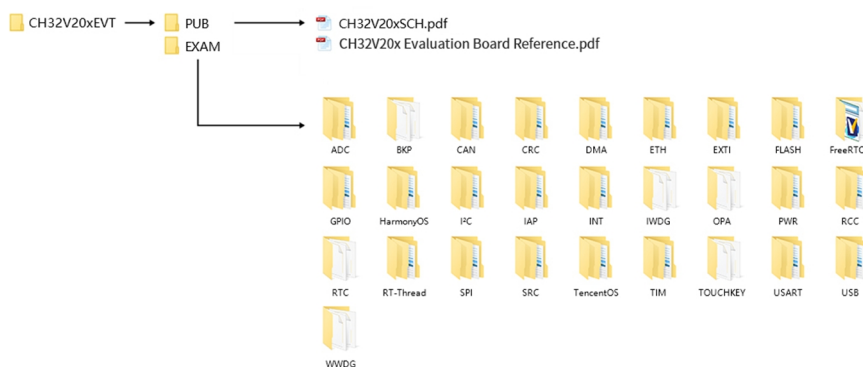 CH32V20xEVT
PUB
CH32V20xSCH.pdf
EXAM
CH32V20x Evaluation Board Reference.pdf
ADC BKP CAN CRC DMA ETH EXTI FLASH FreeRTO
GPIO HarmonyOS I²C IAP INT IWDG OPA PWR RCC
RTC RT-Thread SPI SRC TencentOS TIM TOUCHKEY USART USB
WWDG